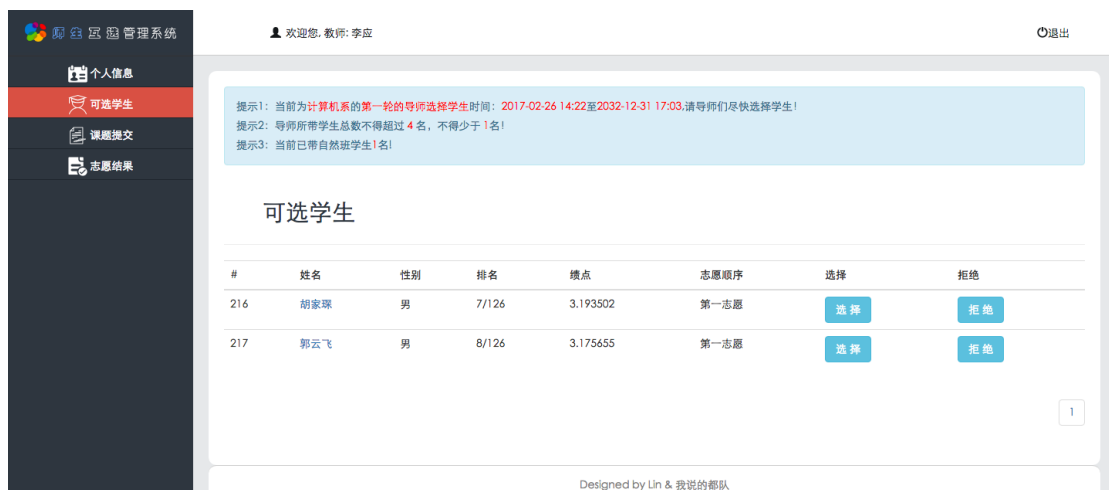 师生互选管理系统
欢迎您, 教师: 李应
退出
个人信息
可选学生
课题提交
志愿结果
提示1：当前为计算机系的第一轮的导师选择学生时间：2017-02-26 14:22至2032-12-31 17:03,请导师们尽快选择学生!
提示2：导师所带学生总数不得超过 4 名，不得少于 1名!
提示3：当前已带自然班学生1名!
可选学生
# 姓名 性别 排名 绩点 志愿顺序 选择 拒绝
216 胡家琛 男 7/126 3.193502 第一志愿 选 择 拒 绝
217 郭云飞 男 8/126 3.175655 第一志愿 选 择 拒 绝
1
Designed by Lin & 我说的都队